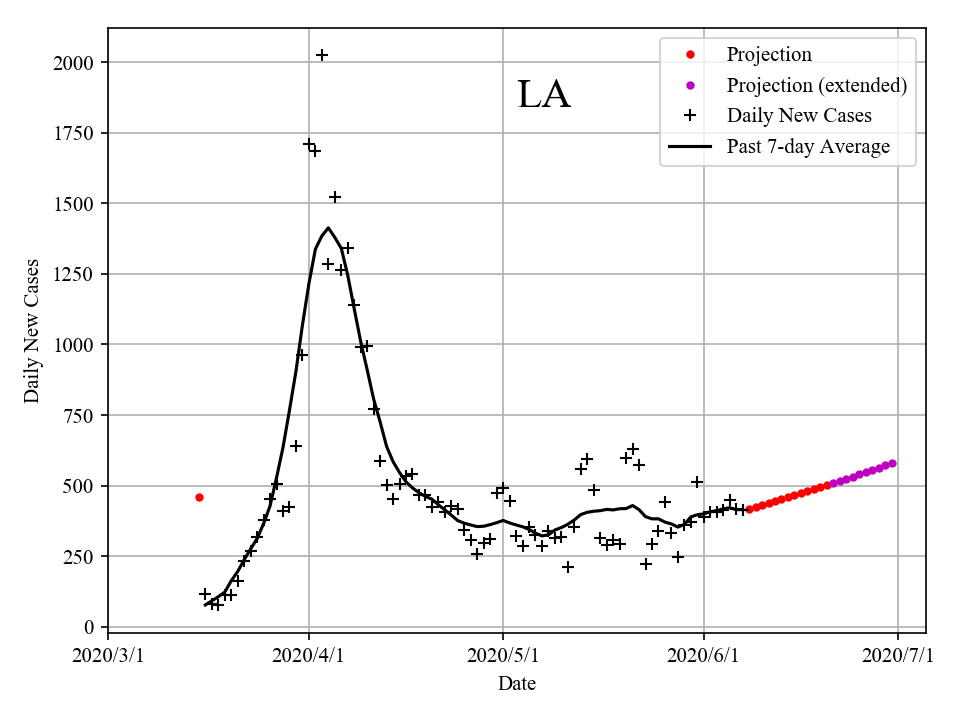 LA
Projection
Projection (extended)
Daily New Cases
Past 7-day Average
Daily New Cases
2000
1750
1500
1250
1000
750
500
250
0
2020/3/1 2020/4/1 2020/5/1 2020/6/1 2020/7/1
Date